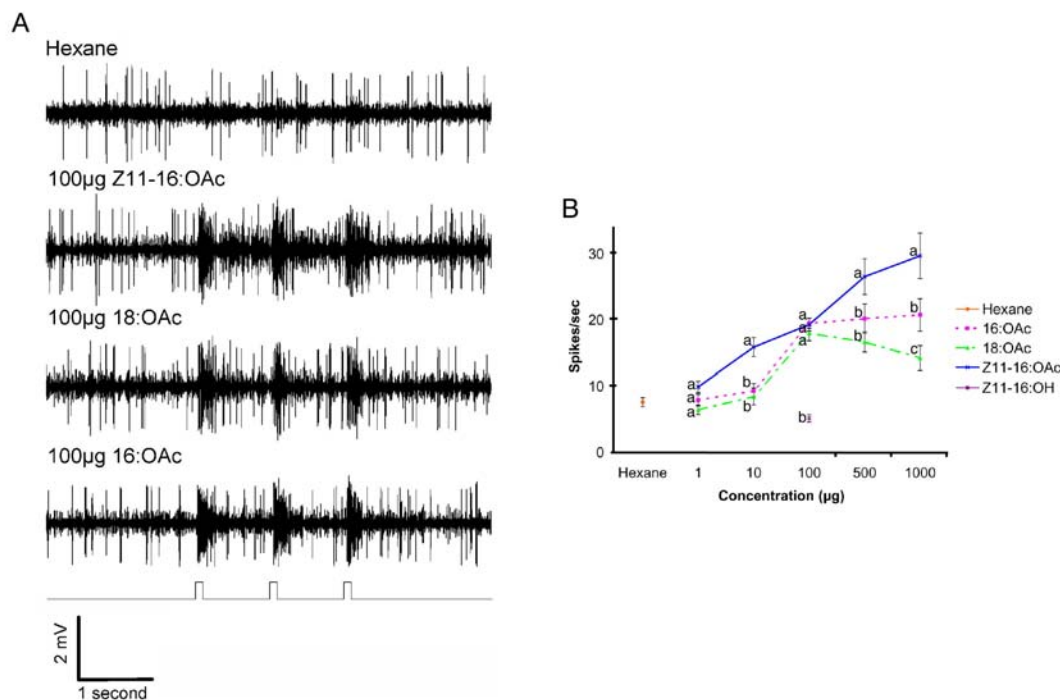 A
Hexane
100µg Z11-16:OAc
100µg 18:OAc
100µg 16:OAc
2 mV
1 second
B
Spikes/sec
30
20
10
0
a
a
a
a
a
a
a
b
b
a
a
b
b
b
a
b
c
Hexane
1
10
100
500
1000
Concentration (µg)
Hexane
16:OAc
18:OAc
Z11-16:OAc
Z11-16:OH